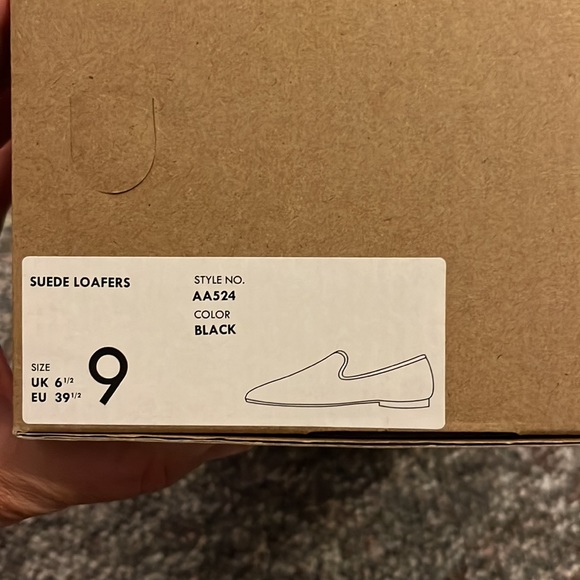 SUEDE LOAFERS
STYLE NO.
AA524
COLOR
BLACK
SIZE
UK 6 1/2
EU 39 1/2
9